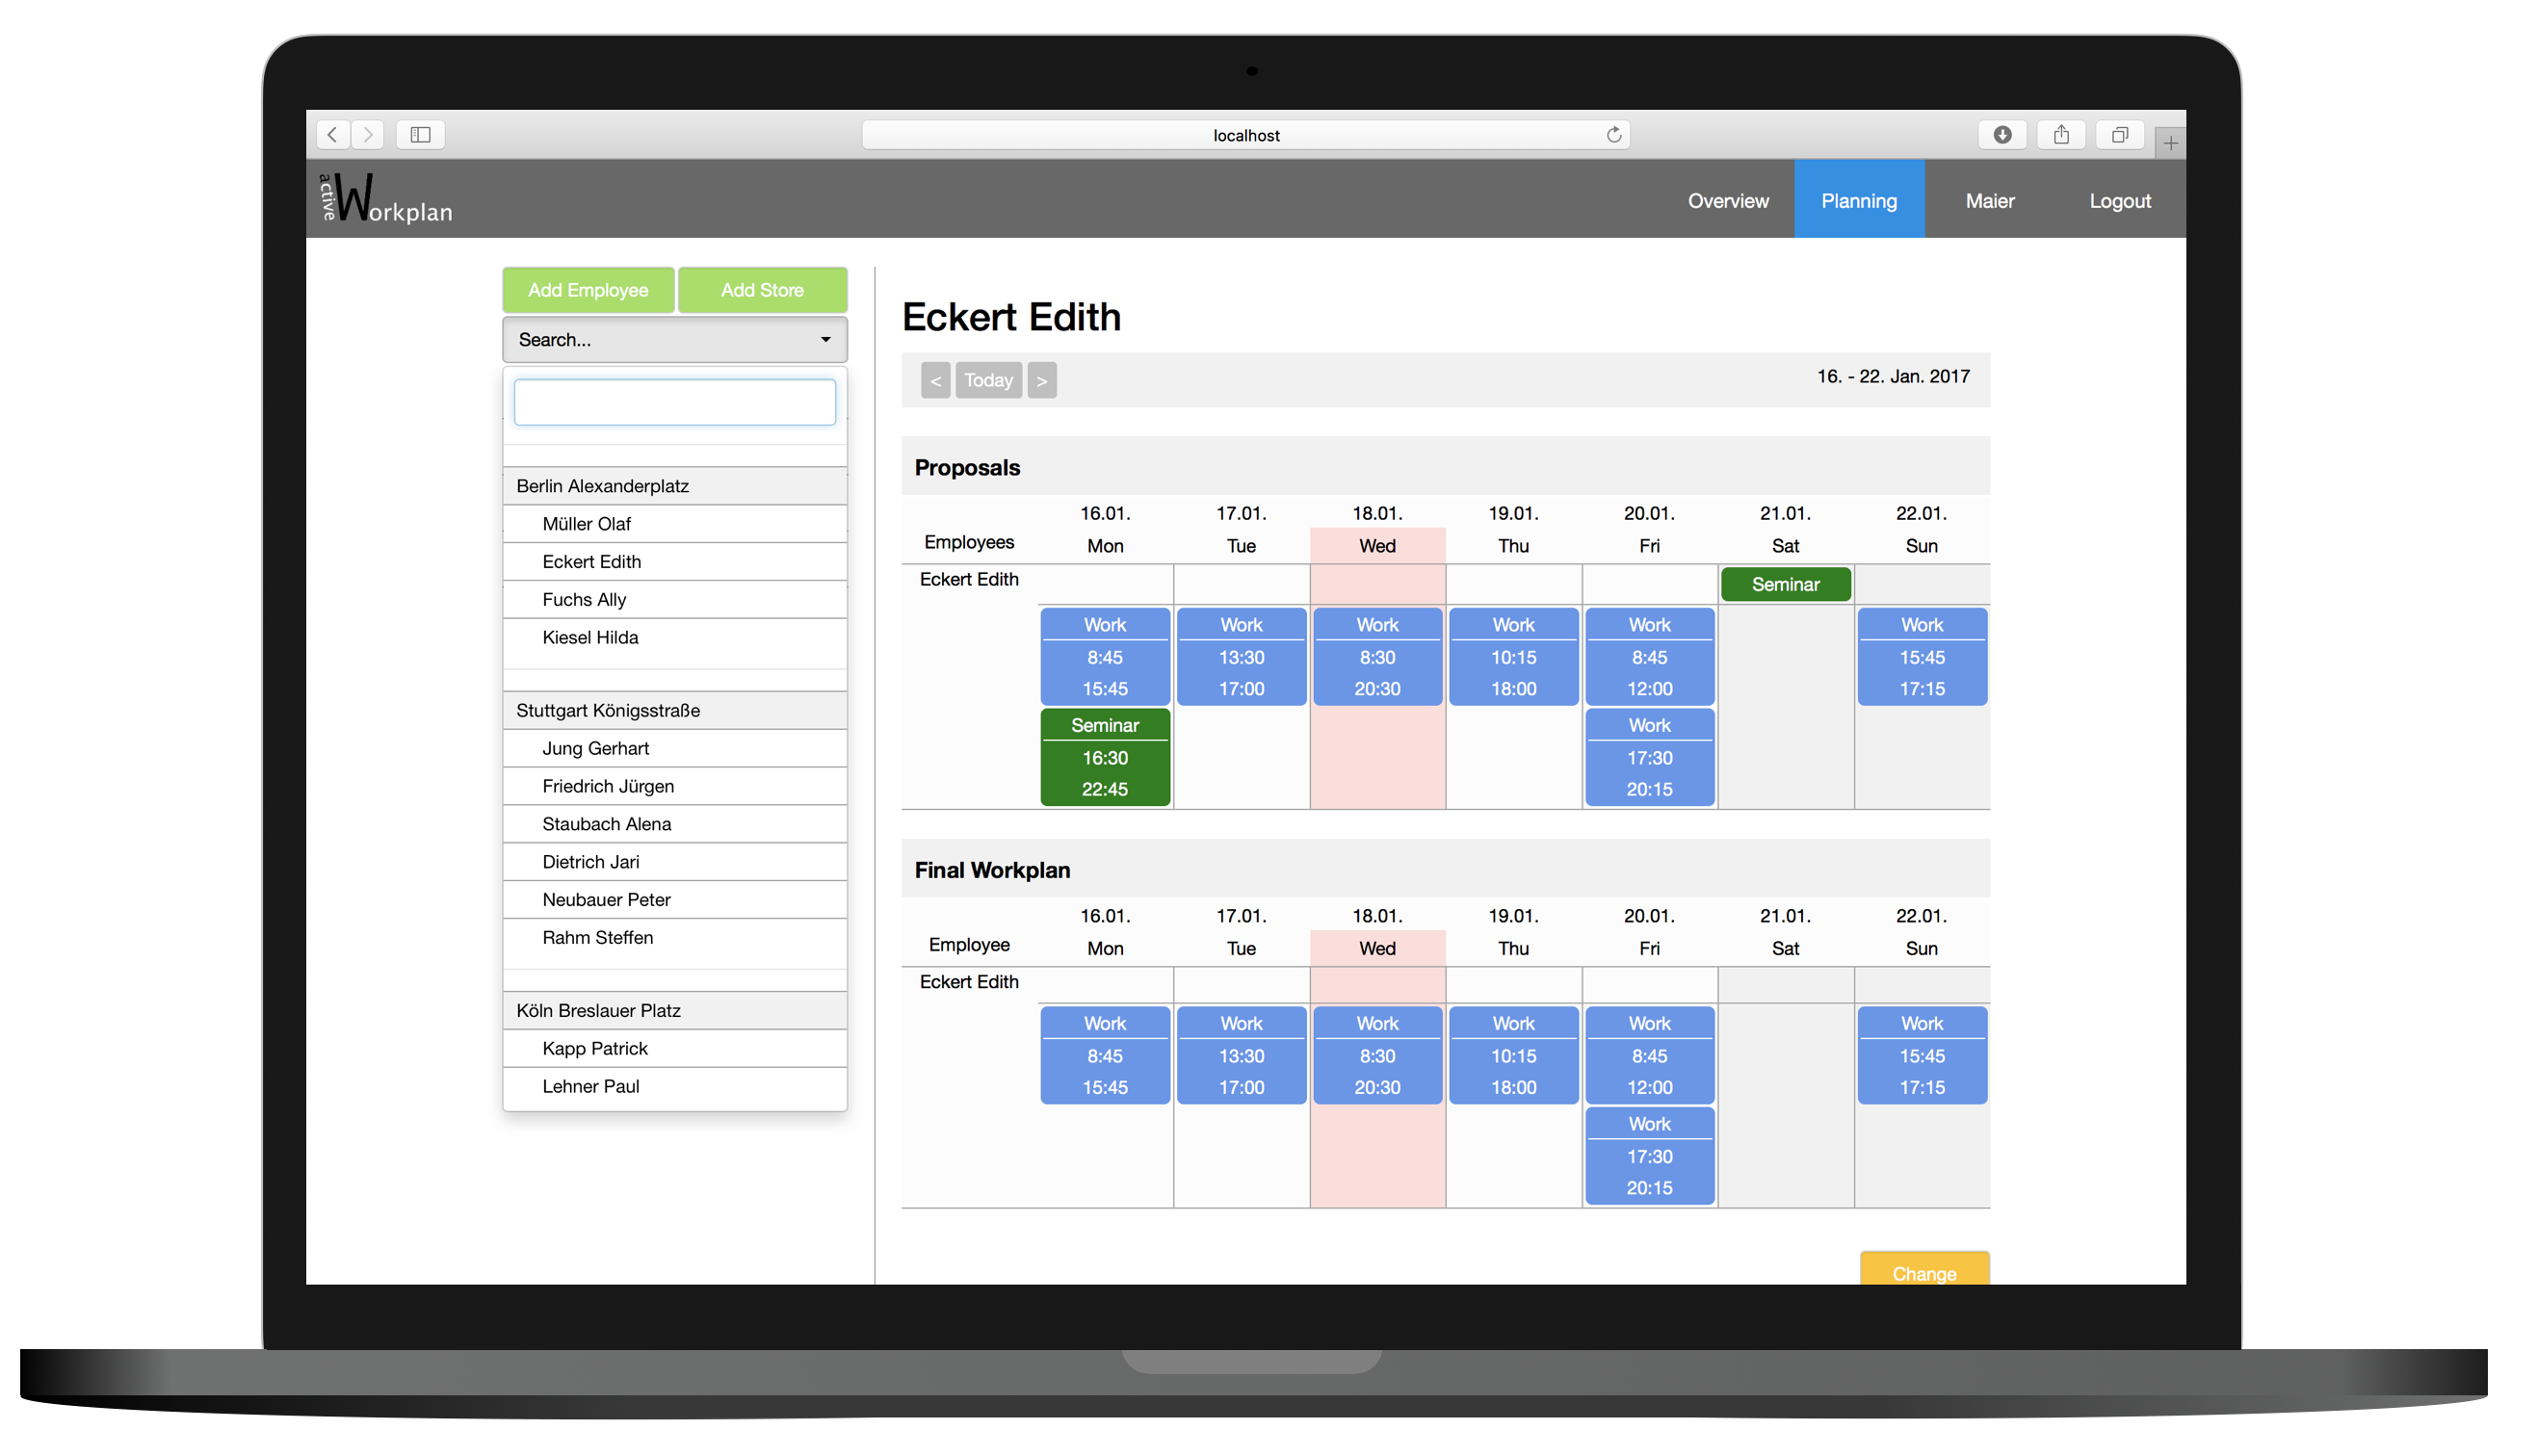 localhost
active Workplan
Overview Planning Maier Logout
Add Employee Add Store
Search...
Berlin Alexanderplatz
Müller Olaf
Eckert Edith
Fuchs Ally
Kiesel Hilda
Stuttgart Königsstraße
Jung Gerhart
Friedrich Jürgen
Staubach Alena
Dietrich Jari
Neubauer Peter
Rahm Steffen
Köln Breslauer Platz
Kapp Patrick
Lehner Paul
Eckert Edith
< Today > 16. - 22. Jan. 2017
Proposals
16.01. 17.01. 18.01. 19.01. 20.01. 21.01. 22.01.
Employees Mon Tue Wed Thu Fri Sat Sun
Eckert Edith Seminar
Work Work Work Work Work Work
8:45 13:30 8:30 10:15 8:45 15:45
15:45 17:00 20:30 18:00 12:00 17:15
Seminar Work
16:30 17:30
22:45 20:15
Final Workplan
16.01. 17.01. 18.01. 19.01. 20.01. 21.01. 22.01.
Employee Mon Tue Wed Thu Fri Sat Sun
Eckert Edith
Work Work Work Work Work Work
8:45 13:30 8:30 10:15 8:45 15:45
15:45 17:00 20:30 18:00 12:00 17:15
Work
17:30
20:15
Change